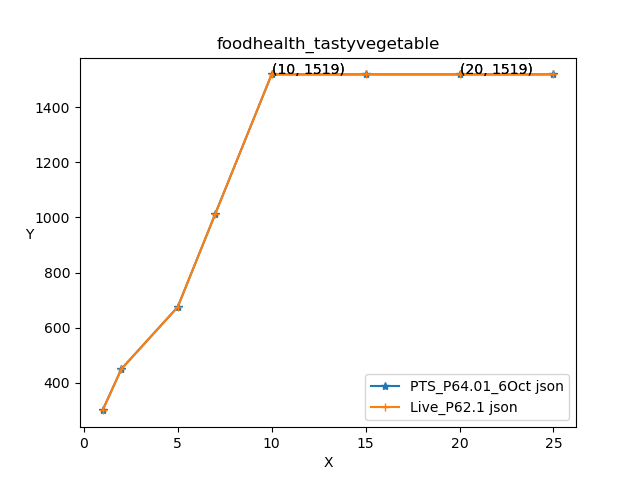 foodhealth_tastyvegetable
(10, 1519)
(20, 1519)
1400
1200
1000
800
600
400
Y
0
5
10
15
20
25
X
PTS_P64.01_6Oct json
Live_P62.1 json